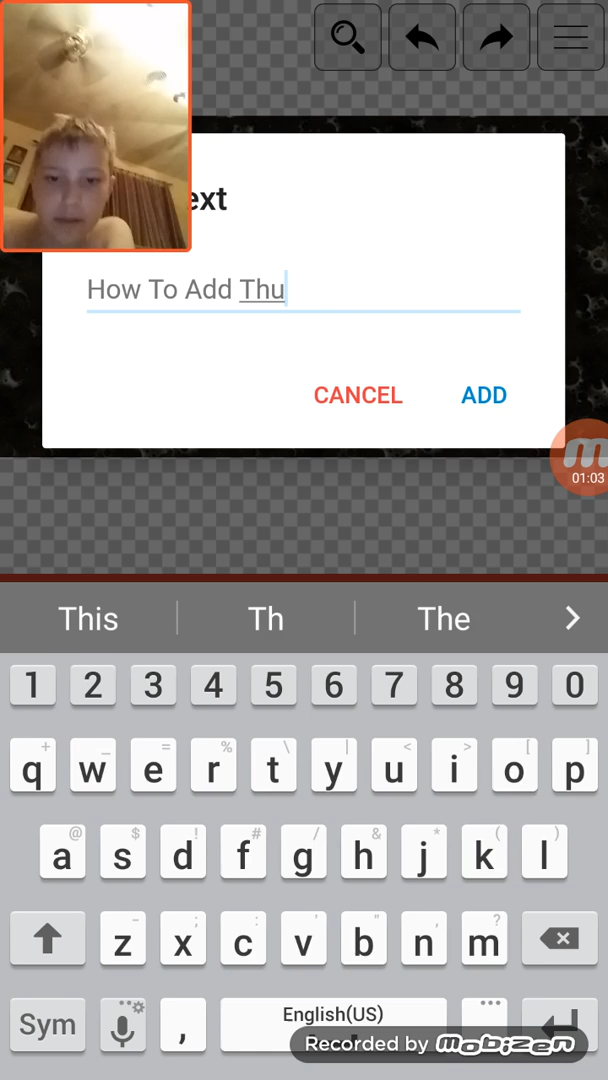 ext
How To Add Thu
CANCEL ADD
m
01:03
This Th The >
1 2 3 4 5 6 7 8 9 0
+ _ = % \ | < > [ ]
q w e r t y u i o p
@ $ ! # / & * ( )
a s d f g h j k l
- ; : ' " , ?
z x c v b n m
Sym , English(US)
Recorded by mobizen